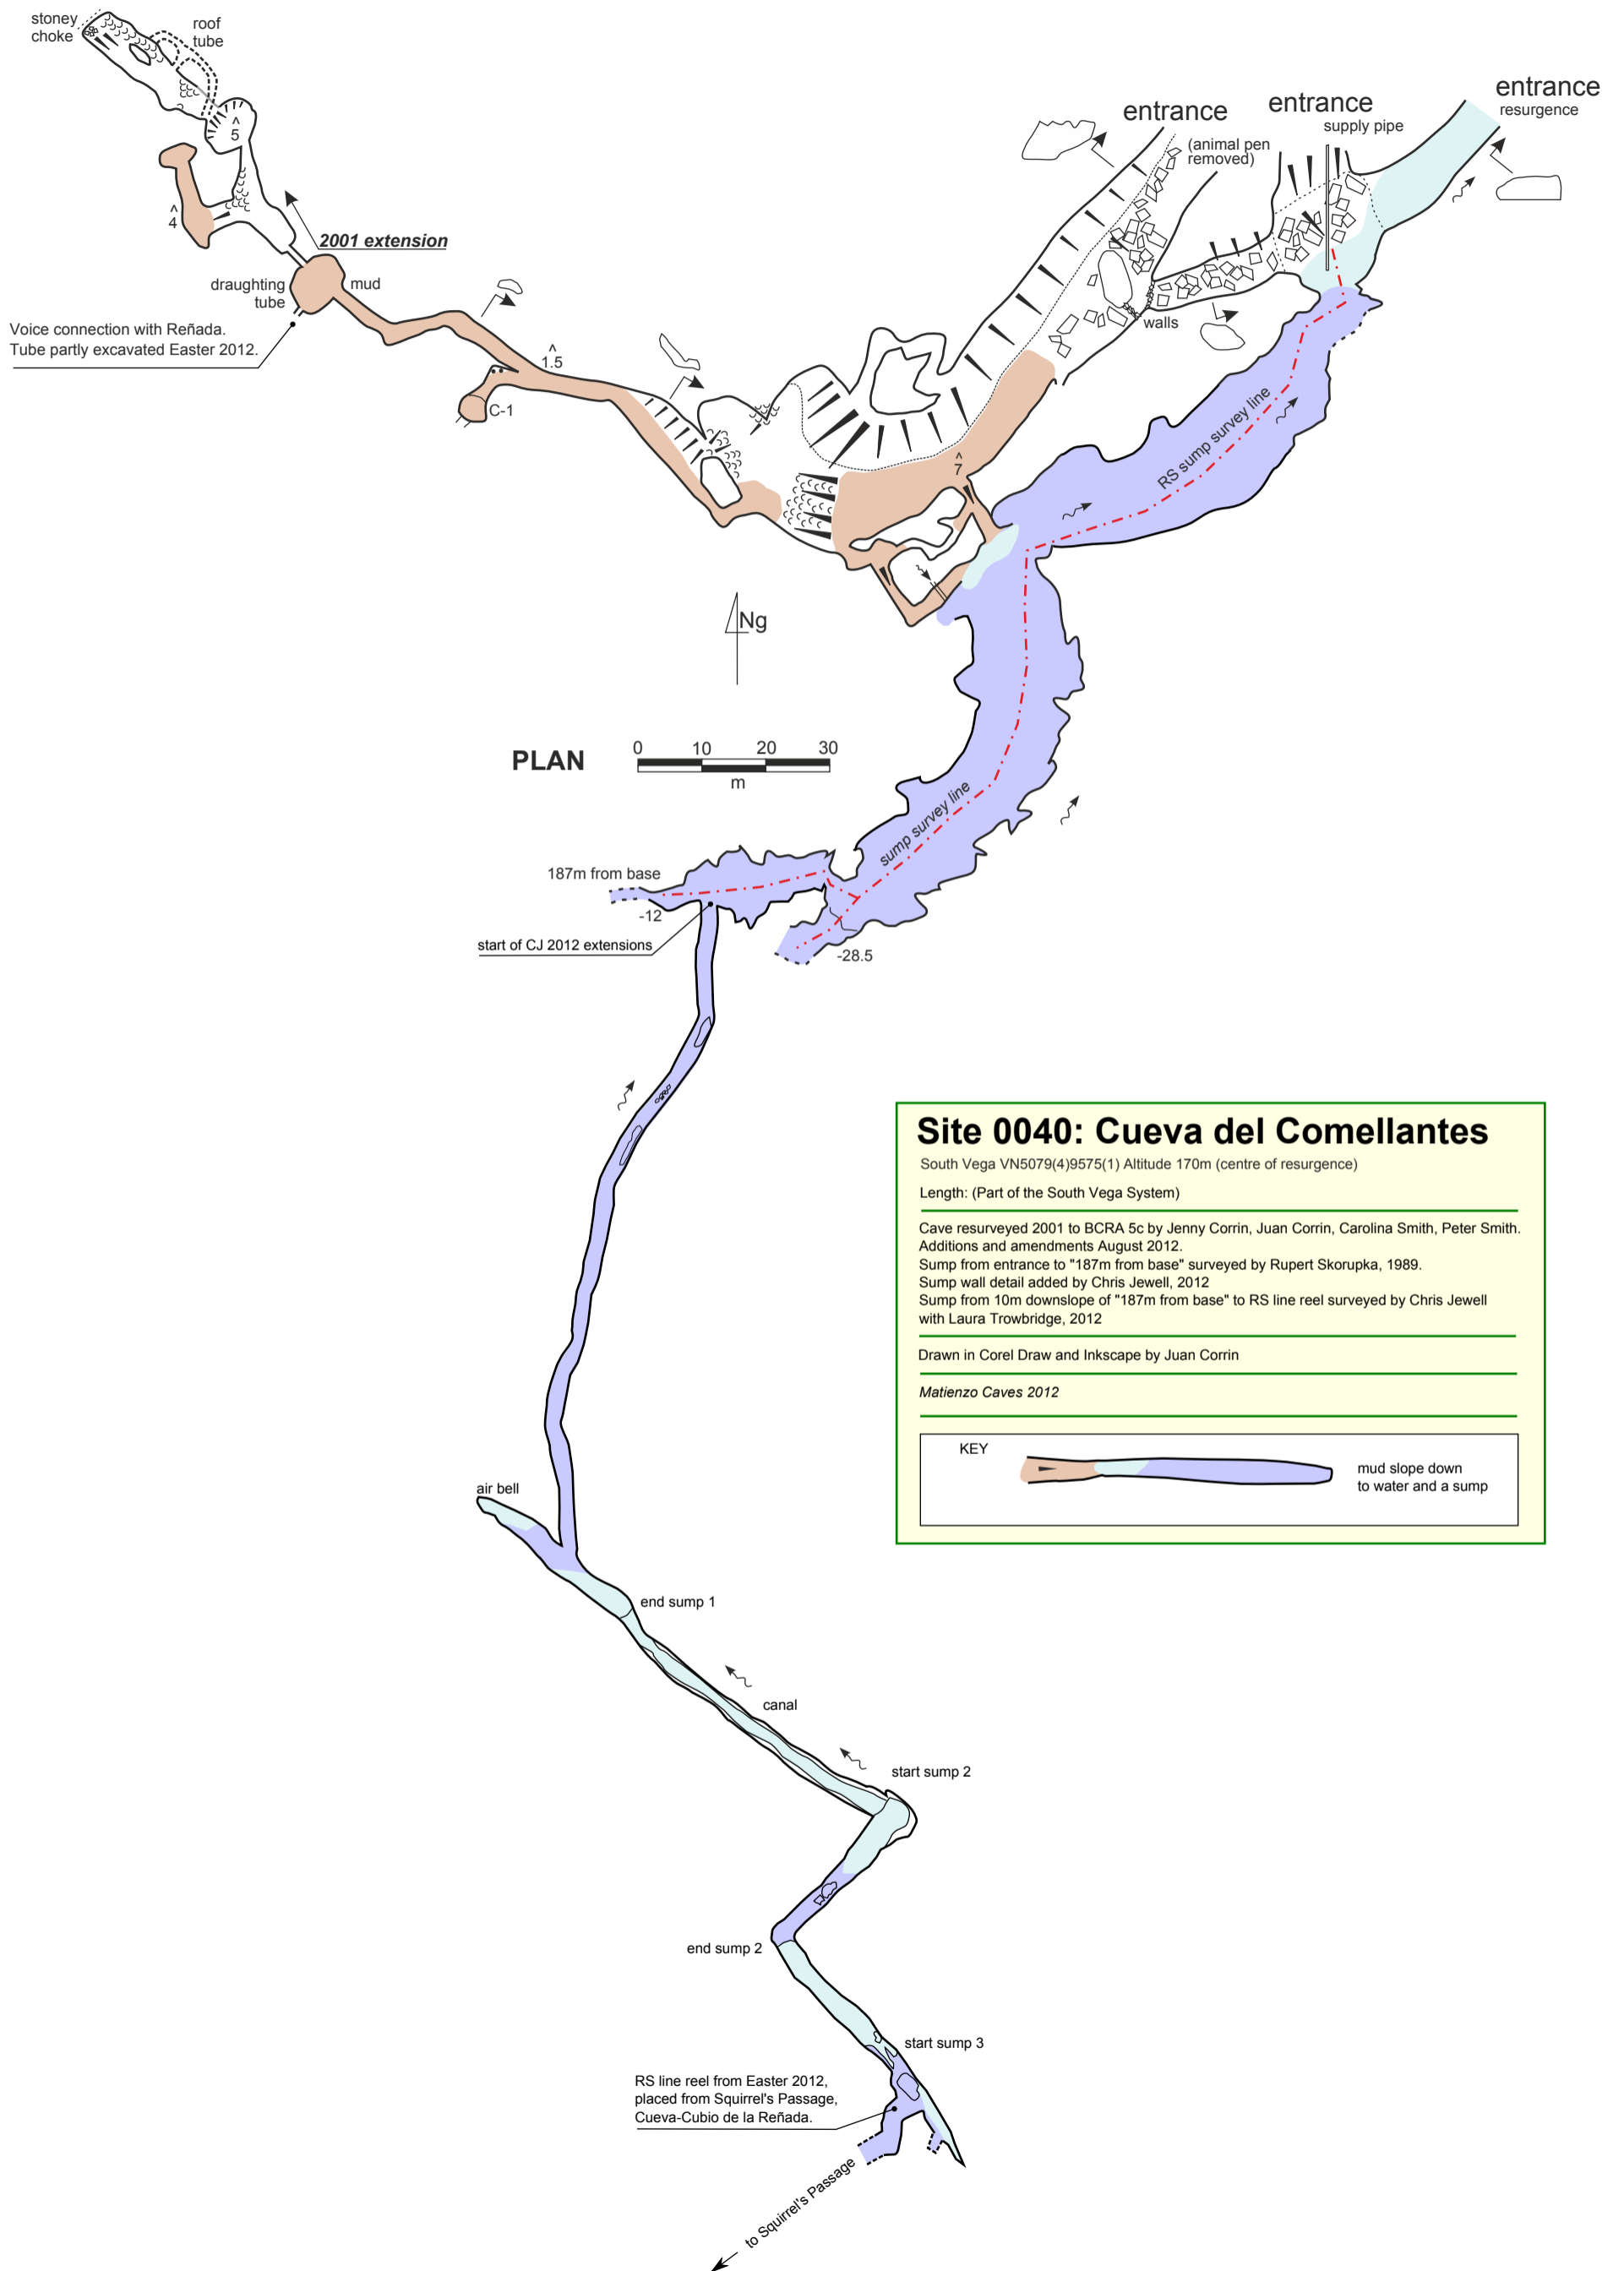 stoney
choke
roof
tube
entrance
entrance
entrance
resurgence
supply pipe
(animal pen
removed)
^
5
^
4
2001 extension
draughting
tube
mud
Voice connection with Reñada.
Tube partly excavated Easter 2012.
^
1.5
C-1
walls
^
7
RS sump survey line
Ng
PLAN
0 10 20 30
m
sump survey line
187m from base
-12
start of CJ 2012 extensions
-28.5
Site 0040: Cueva del Comellantes
South Vega VN5079(4)9575(1) Altitude 170m (centre of resurgence)
Length: (Part of the South Vega System)
Cave resurveyed 2001 to BCRA 5c by Jenny Corrin, Juan Corrin, Carolina Smith, Peter Smith.
Additions and amendments August 2012.
Sump from entrance to "187m from base" surveyed by Rupert Skorupka, 1989.
Sump wall detail added by Chris Jewell, 2012
Sump from 10m downslope of "187m from base" to RS line reel surveyed by Chris Jewell
with Laura Trowbridge, 2012
Drawn in Corel Draw and Inkscape by Juan Corrin
Matienzo Caves 2012
KEY
mud slope down
to water and a sump
air bell
end sump 1
canal
start sump 2
end sump 2
start sump 3
RS line reel from Easter 2012,
placed from Squirrel's Passage,
Cueva-Cubio de la Reñada.
to Squirrel's Passage